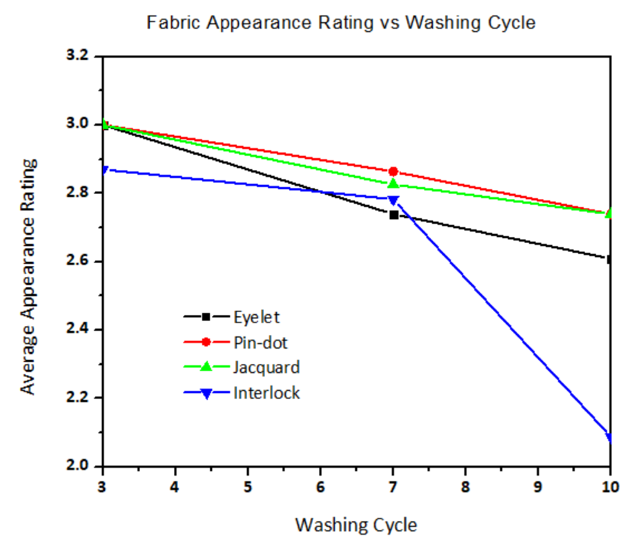 Fabric Appearance Rating vs Washing Cycle
3.2
3.0
2.8
2.6
2.4
2.2
2.0
Average Appearance Rating
Eyelet
Pin-dot
Jacquard
Interlock
3 4 5 6 7 8 9 10
Washing Cycle